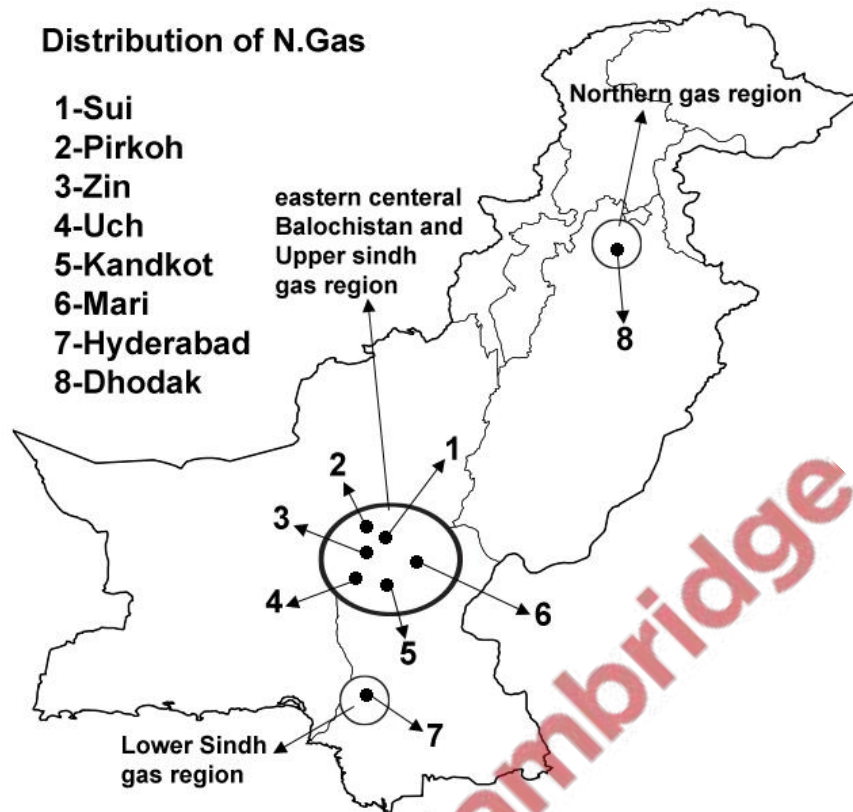 Distribution of N.Gas
1-Sui
2-Pirkoh
3-Zin
4-Uch
5-Kandkot
6-Mari
7-Hyderabad
8-Dhodak
Northern gas region
eastern centeral
Balochistan and
Upper sindh
gas region
8
1
2
3
4
5
6
7
Lower Sindh
gas region
ambridge